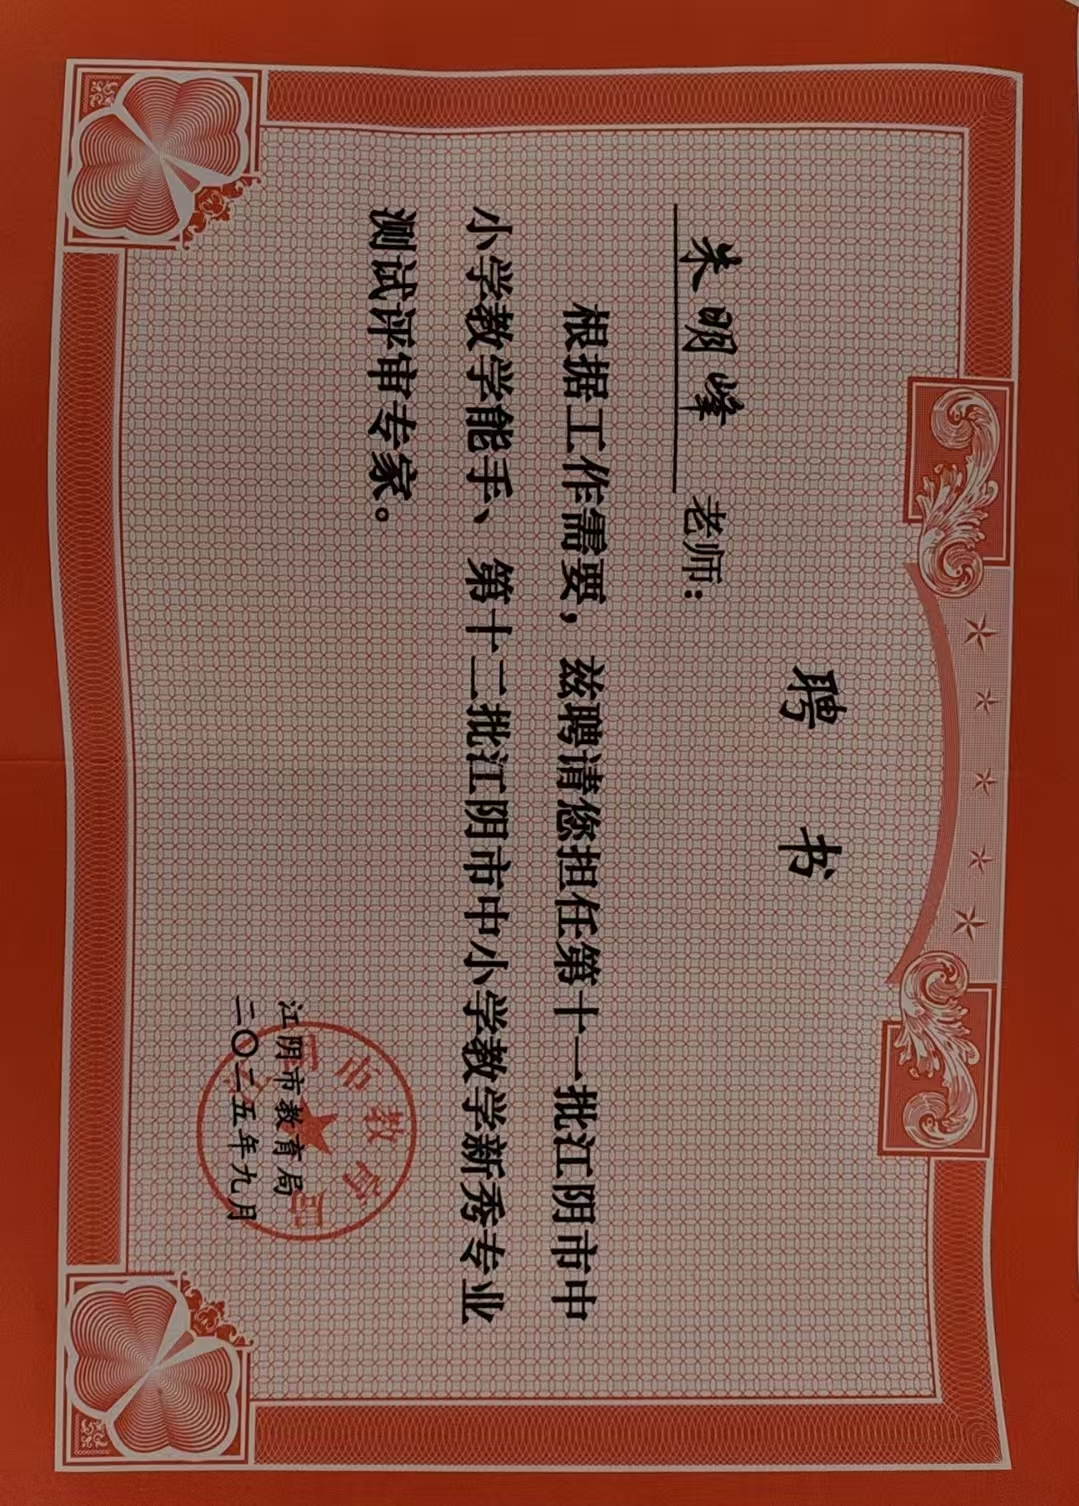 聘书
朱明峰 老师：
根据工作需要，兹聘请您担任第十一批江阴市中
小学教学能手、第十二批江阴市中小学教学新秀专业
测试评审专家。
江阴市教育局
二〇二五年九月